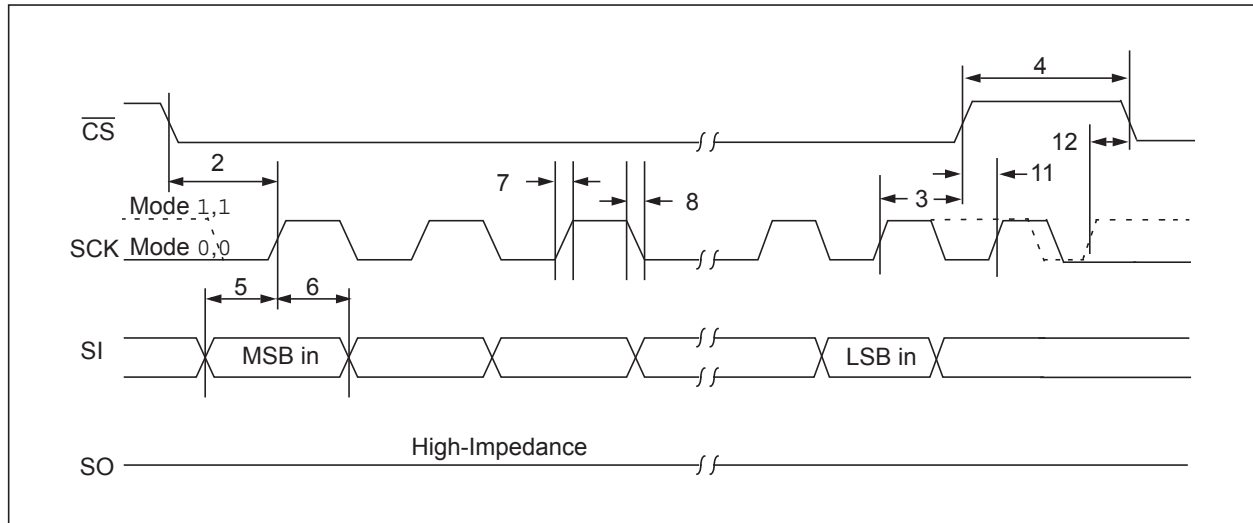 4
CS
12
2
11
7
3
8
Mode 1,1
SCK Mode 0,0
5 6
SI MSB in LSB in
High-Impedance
SO